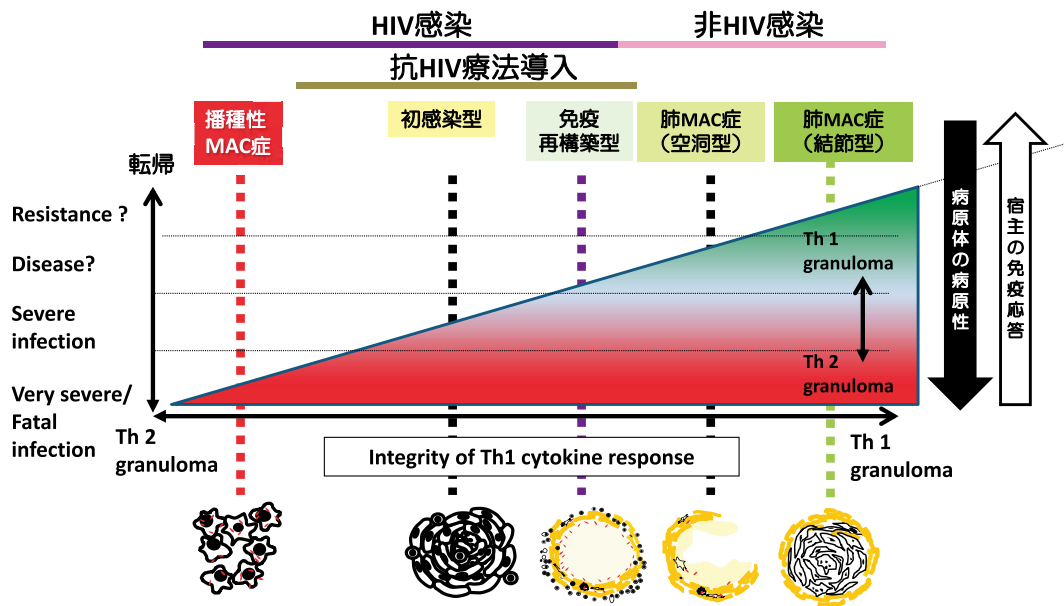 HIV感染
非HIV感染
抗HIV療法導入
播種性
MAC症
初感染型
免疫
再構築型
肺MAC症
（空洞型）
肺MAC症
（結節型）
転帰
Resistance ?
Disease?
Severe
infection
Very severe/
Fatal
infection
Th 1
granuloma
Th 2
granuloma
病原体の病原性
宿主の免疫応答
Th 2
granuloma
Integrity of Th1 cytokine response
Th 1
granuloma